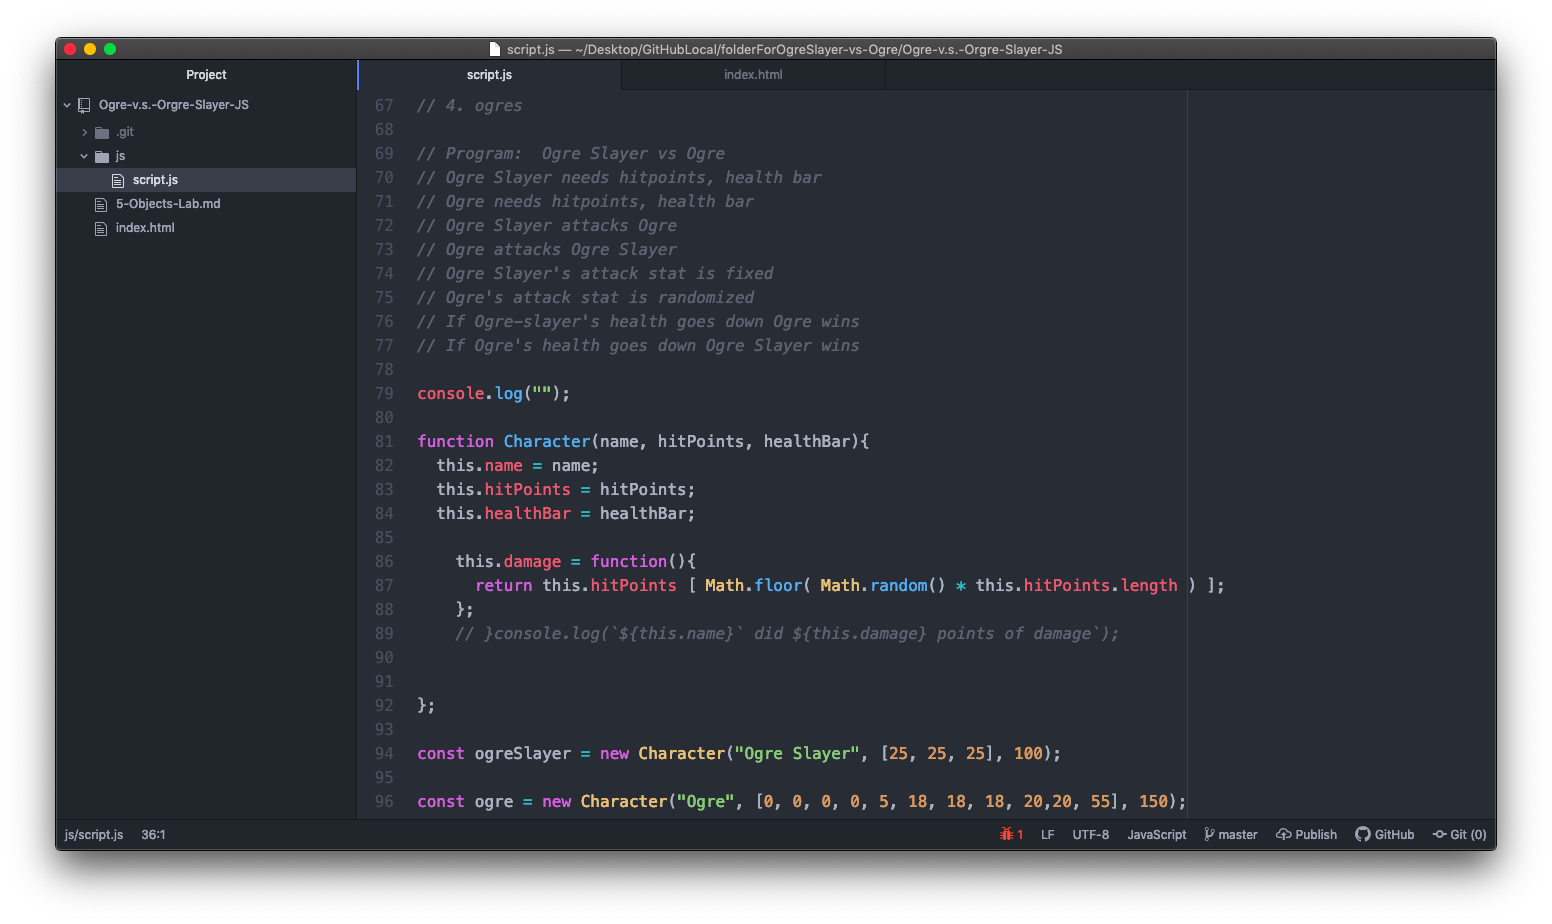 script.js — ~/Desktop/GitHubLocal/folderForOgreSlayer-vs-Ogre/Ogre-v.s.-Orgre-Slayer-JS
Project
Ogre-v.s.-Orgre-Slayer-JS
.git
js
script.js
5-Objects-Lab.md
index.html
script.js
index.html
67 // 4. ogres
68
69 // Program:  Ogre Slayer vs Ogre
70 // Ogre Slayer needs hitpoints, health bar
71 // Ogre needs hitpoints, health bar
72 // Ogre Slayer attacks Ogre
73 // Ogre attacks Ogre Slayer
74 // Ogre Slayer's attack stat is fixed
75 // Ogre's attack stat is randomized
76 // If Ogre-slayer's health goes down Ogre wins
77 // If Ogre's health goes down Ogre Slayer wins
78
79 console.log("");
80
81 function Character(name, hitPoints, healthBar){
82   this.name = name;
83   this.hitPoints = hitPoints;
84   this.healthBar = healthBar;
85
86     this.damage = function(){
87       return this.hitPoints [ Math.floor( Math.random() * this.hitPoints.length ) ];
88     };
89     // }console.log(`${this.name}` did ${this.damage} points of damage`);
90
91
92 };
93
94 const ogreSlayer = new Character("Ogre Slayer", [25, 25, 25], 100);
95
96 const ogre = new Character("Ogre", [0, 0, 0, 0, 5, 18, 18, 18, 20,20, 55], 150);
js/script.js 36:1 1 LF UTF-8 JavaScript master Publish GitHub Git (0)